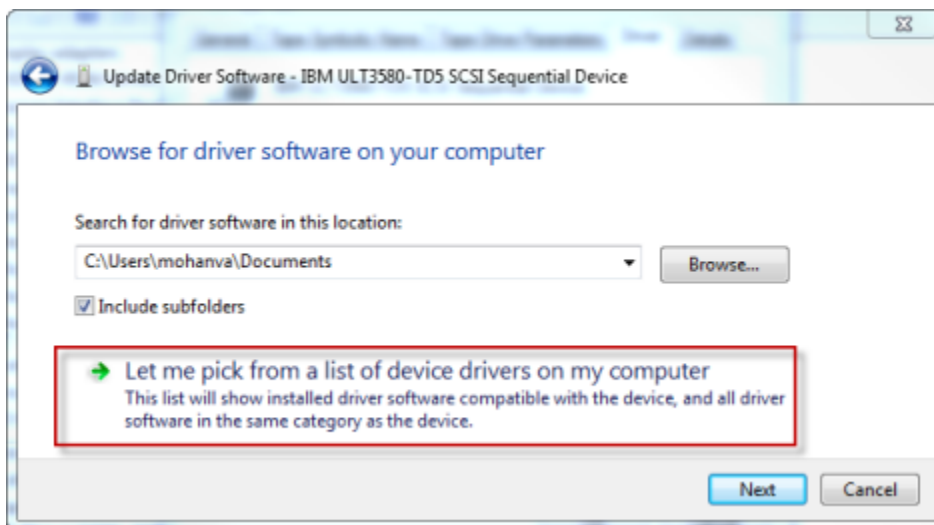 Update Driver Software - IBM ULT3580-TD5 SCSI Sequential Device
Browse for driver software on your computer
Search for driver software in this location:
C:\Users\mohanva\Documents
Browse...
Include subfolders
Let me pick from a list of device drivers on my computer
This list will show installed driver software compatible with the device, and all driver
software in the same category as the device.
Next
Cancel